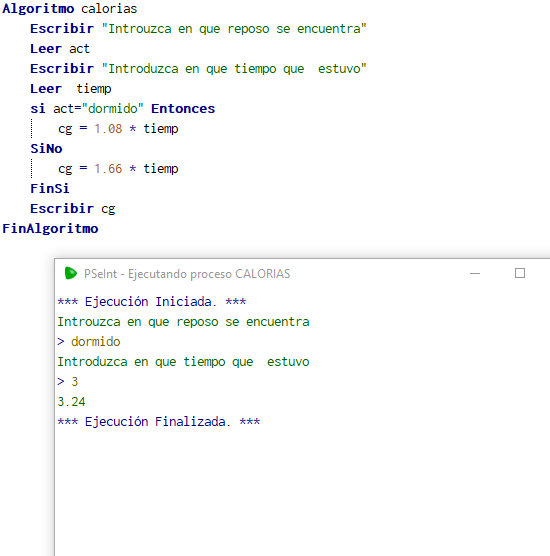 Algoritmo calorias
Escribir "Introuzca en que reposo se encuentra"
Leer act
Escribir "Introduzca en que tiempo que  estuvo"
Leer  tiemp
si act="dormido" Entonces
cg = 1.08 * tiemp
SiNo
cg = 1.66 * tiemp
FinSi
Escribir cg
FinAlgoritmo
PSeInt - Ejecutando proceso CALORIAS
*** Ejecución Iniciada. ***
Introuzca en que reposo se encuentra
> dormido
Introduzca en que tiempo que  estuvo
> 3
3.24
*** Ejecución Finalizada. ***